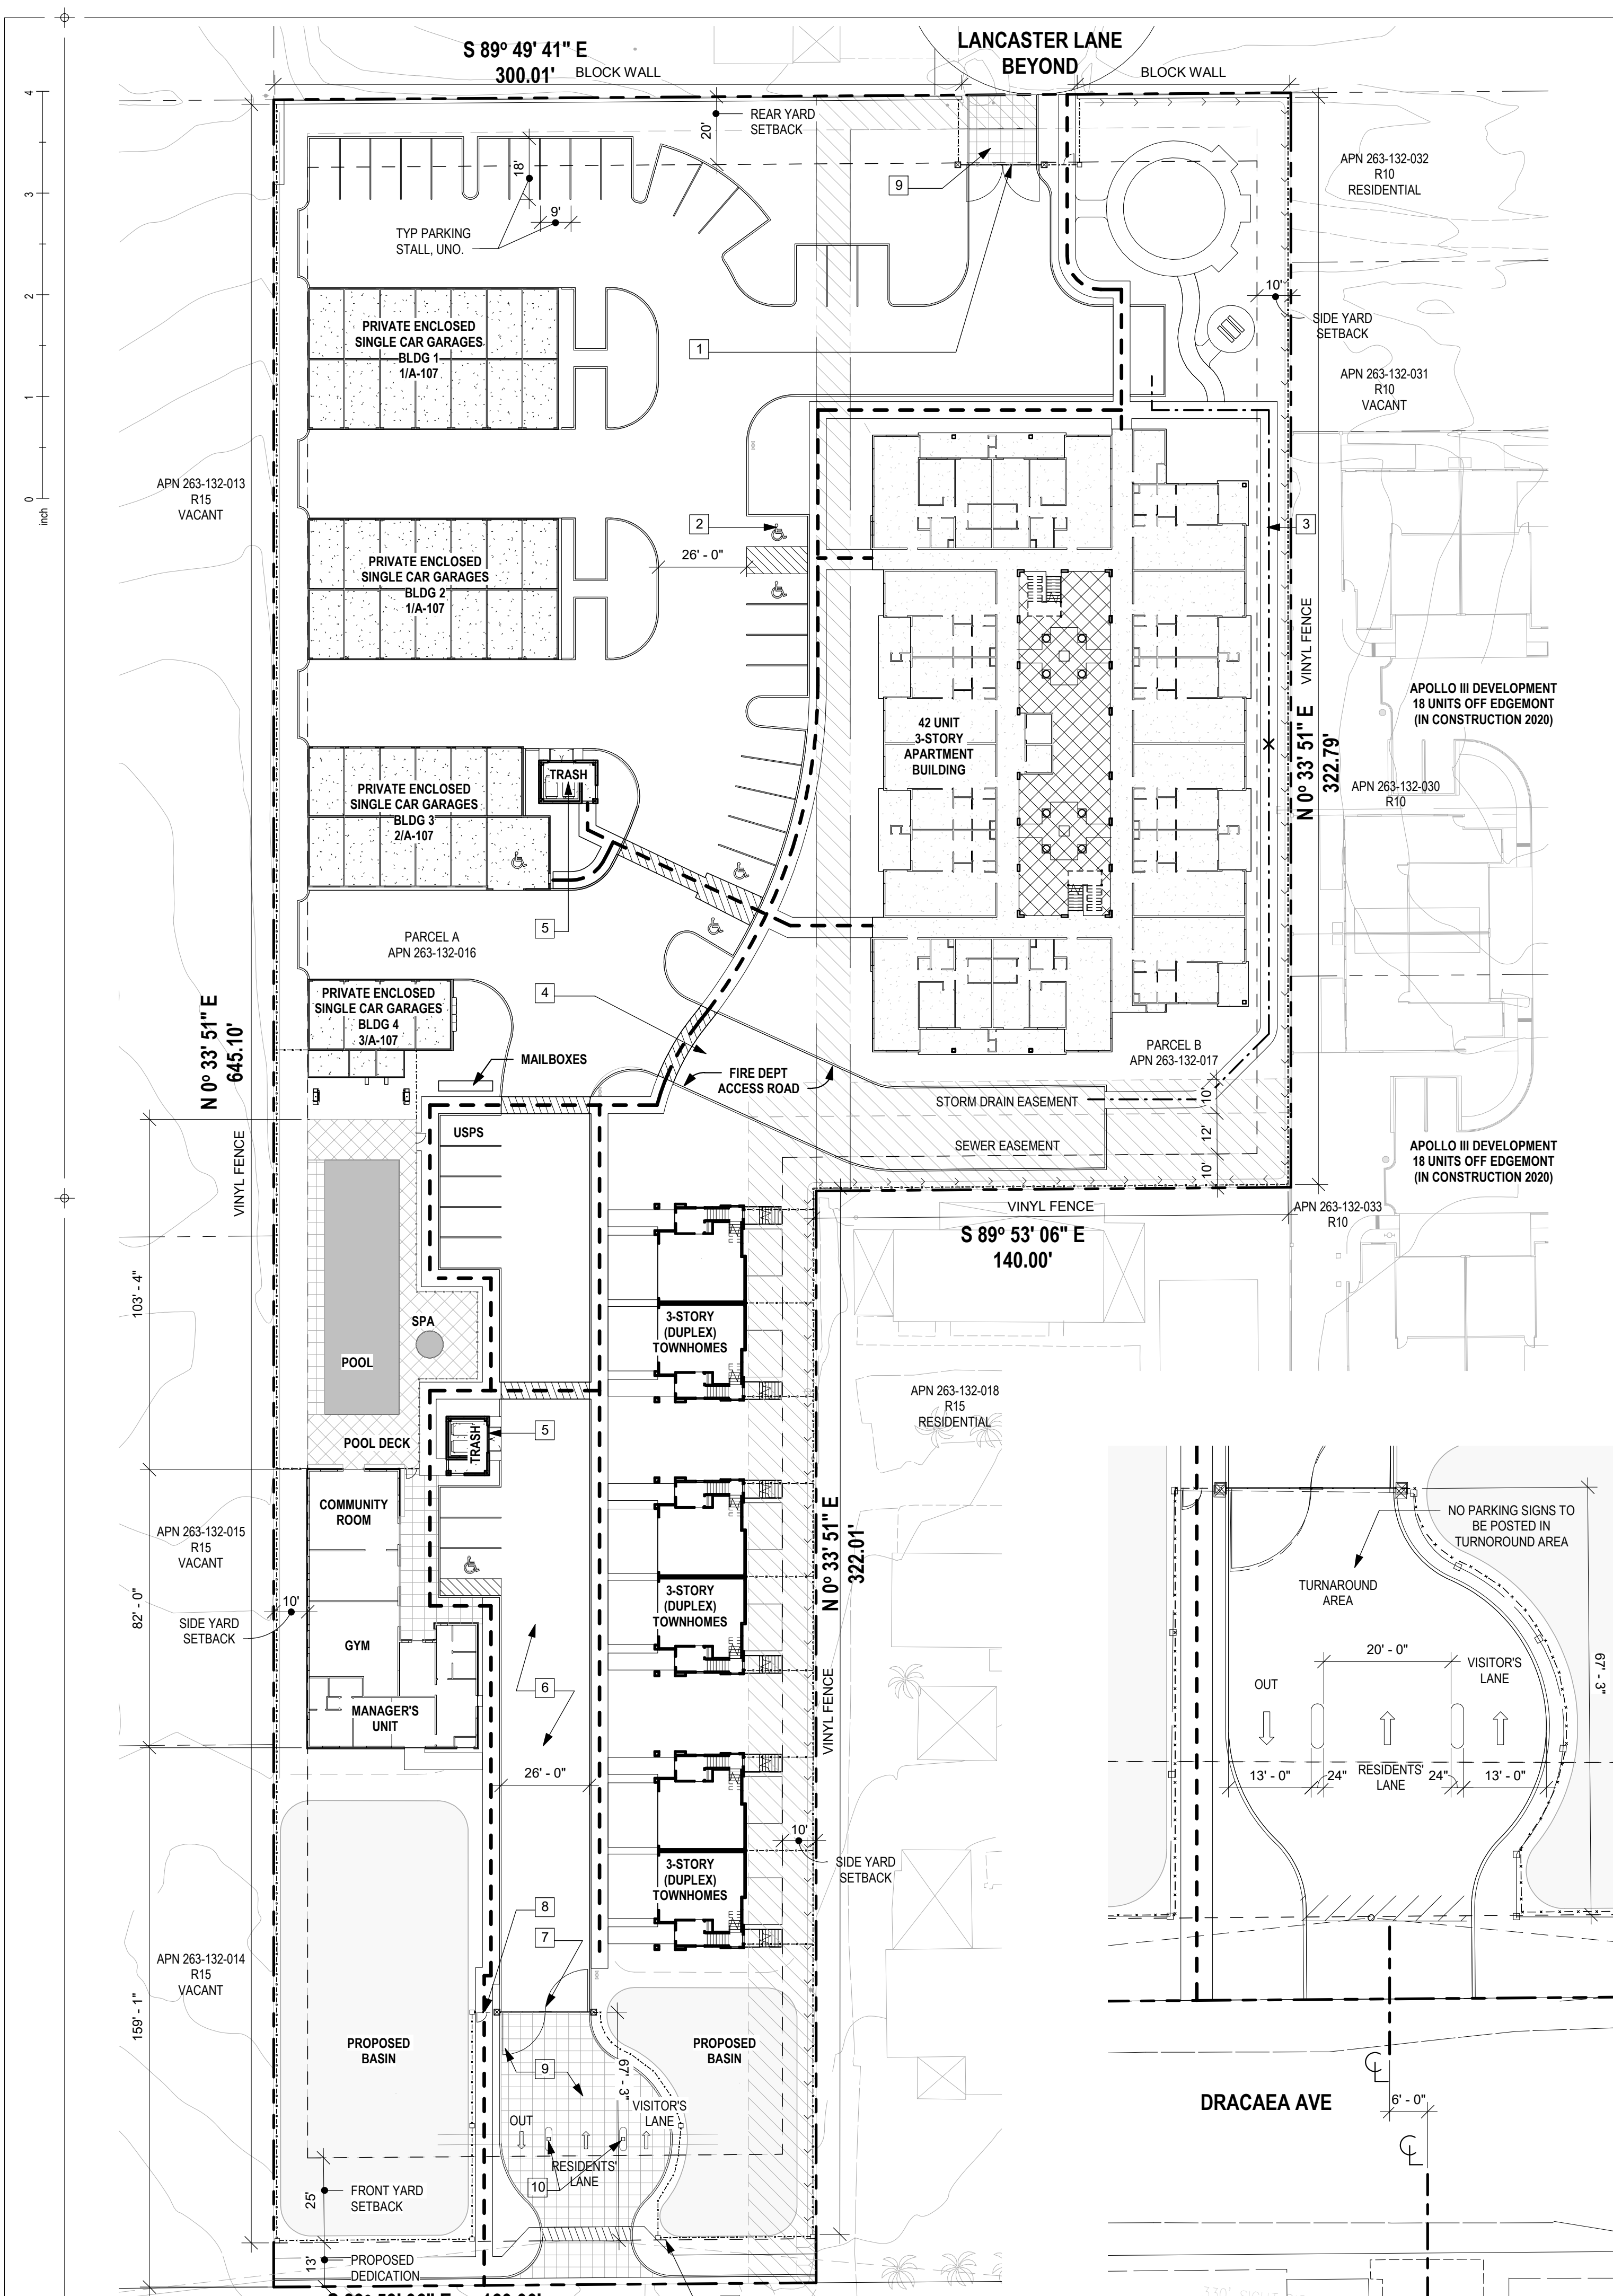 S 89° 49' 41" E
300.01'
BLOCK WALL
LANCASTER LANE
BEYOND
BLOCK WALL
4
3
2
1
0
inch
20'
REAR YARD
SETBACK
18'
9'
TYP PARKING
STALL, UNO.
9
APN 263-132-032
R10
RESIDENTIAL
10'
SIDE YARD
SETBACK
PRIVATE ENCLOSED
SINGLE CAR GARAGES
BLDG 1
1/A-107
1
APN 263-132-031
R10
VACANT
APN 263-132-013
R15
VACANT
2
26' - 0"
3
PRIVATE ENCLOSED
SINGLE CAR GARAGES
BLDG 2
1/A-107
VINYL FENCE
N 0° 33' 51" E
322.79'
42 UNIT
3-STORY
APARTMENT
BUILDING
APOLLO III DEVELOPMENT
18 UNITS OFF EDGEMONT
(IN CONSTRUCTION 2020)
APN 263-132-030
R10
PRIVATE ENCLOSED
SINGLE CAR GARAGES
BLDG 3
2/A-107
TRASH
5
PARCEL A
APN 263-132-016
4
PRIVATE ENCLOSED
SINGLE CAR GARAGES
BLDG 4
3/A-107
N 0° 33' 51" E
645.10'
MAILBOXES
FIRE DEPT
ACCESS ROAD
PARCEL B
APN 263-132-017
STORM DRAIN EASEMENT
10'
12'
SEWER EASEMENT
10'
USPS
VINYL FENCE
APOLLO III DEVELOPMENT
18 UNITS OFF EDGEMONT
(IN CONSTRUCTION 2020)
VINYL FENCE
S 89° 53' 06" E
140.00'
APN 263-132-033
R10
103' - 4"
SPA
POOL
3-STORY
(DUPLEX)
TOWNHOMES
APN 263-132-018
R15
RESIDENTIAL
POOL DECK
TRASH
5
COMMUNITY
ROOM
APN 263-132-015
R15
VACANT
82' - 0"
10'
SIDE YARD
SETBACK
GYM
MANAGER'S
UNIT
3-STORY
(DUPLEX)
TOWNHOMES
N 0° 33' 51" E
322.01'
VINYL FENCE
6
26' - 0"
10'
SIDE YARD
SETBACK
3-STORY
(DUPLEX)
TOWNHOMES
8
7
APN 263-132-014
R15
VACANT
159' - 1"
PROPOSED
BASIN
PROPOSED
BASIN
9
67' - 3"
OUT
VISITOR'S
LANE
RESIDENTS'
LANE
10
25'
FRONT YARD
SETBACK
13'
PROPOSED
DEDICATION
NO PARKING SIGNS TO
BE POSTED IN
TURNOROUND AREA
TURNAROUND
AREA
20' - 0"
VISITOR'S
LANE
OUT
67' - 3"
13' - 0"
24"
RESIDENTS'
LANE
24"
13' - 0"
DRACAEA AVE
6' - 0"